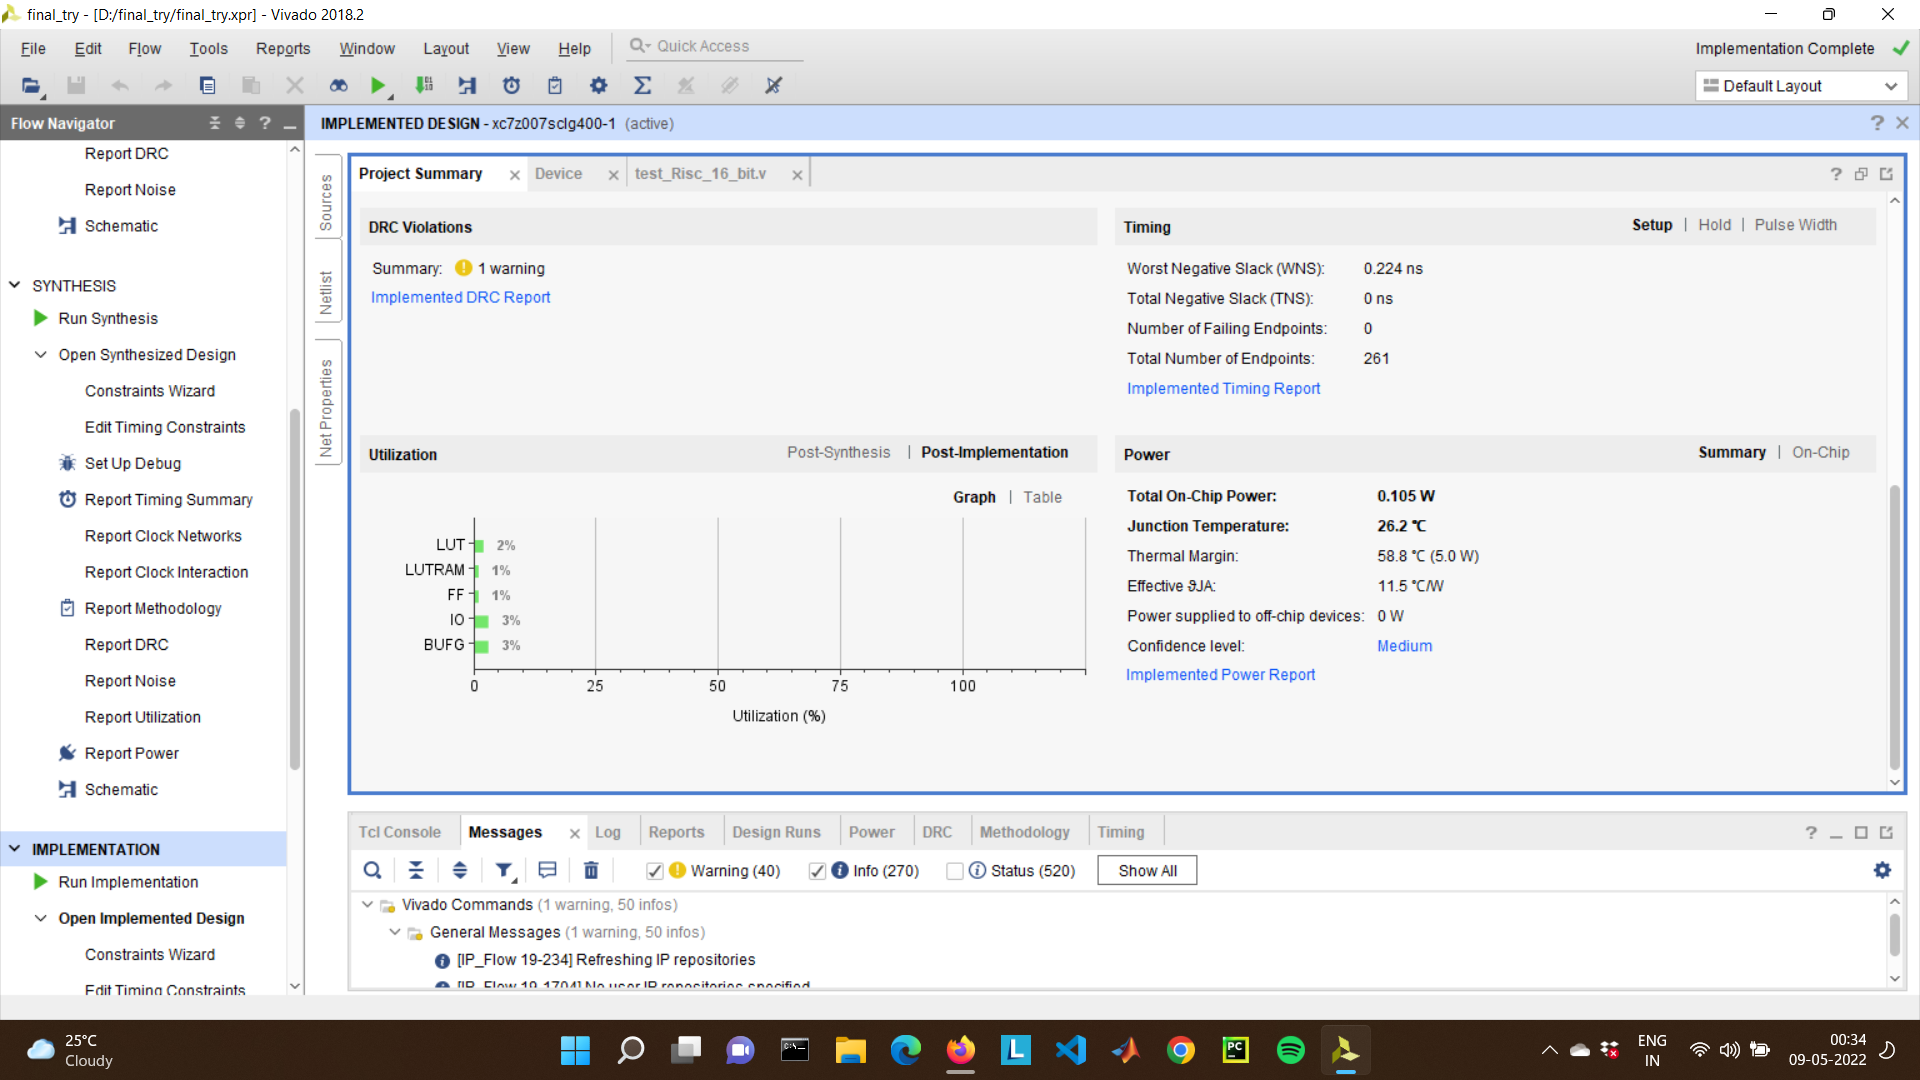 final_try - [D:/final_try/final_try.xpr] - Vivado 2018.2
File Edit Flow Tools Reports Window Layout View Help Quick Access
Implementation Complete
Default Layout
Flow Navigator
IMPLEMENTED DESIGN - xc7z007sclg400-1 (active)
Report DRC
Report Noise
Schematic
SYNTHESIS
Run Synthesis
Open Synthesized Design
Constraints Wizard
Edit Timing Constraints
Set Up Debug
Report Timing Summary
Report Clock Networks
Report Clock Interaction
Report Methodology
Report DRC
Report Noise
Report Utilization
Report Power
Schematic
IMPLEMENTATION
Run Implementation
Open Implemented Design
Constraints Wizard
Edit Timing Constraints
Sources
Netlist
Net Properties
Project Summary Device test_Risc_16_bit.v
DRC Violations
Summary: 1 warning
Implemented DRC Report
Timing Setup | Hold | Pulse Width
Worst Negative Slack (WNS): 0.224 ns
Total Negative Slack (TNS): 0 ns
Number of Failing Endpoints: 0
Total Number of Endpoints: 261
Implemented Timing Report
Utilization Post-Synthesis | Post-Implementation
Graph | Table
LUT 2%
LUTRAM 1%
FF 1%
IO 3%
BUFG 3%
0 25 50 75 100
Utilization (%)
Power Summary | On-Chip
Total On-Chip Power: 0.105 W
Junction Temperature: 26.2 °C
Thermal Margin: 58.8 °C (5.0 W)
Effective ϑJA: 11.5 °C/W
Power supplied to off-chip devices: 0 W
Confidence level: Medium
Implemented Power Report
Tcl Console Messages Log Reports Design Runs Power DRC Methodology Timing
Warning (40) Info (270) Status (520) Show All
Vivado Commands (1 warning, 50 infos)
General Messages (1 warning, 50 infos)
[IP_Flow 19-234] Refreshing IP repositories
[IP_Flow 19-1704] No user IP repositories specified
25°C
Cloudy
ENG
IN
00:34
09-05-2022